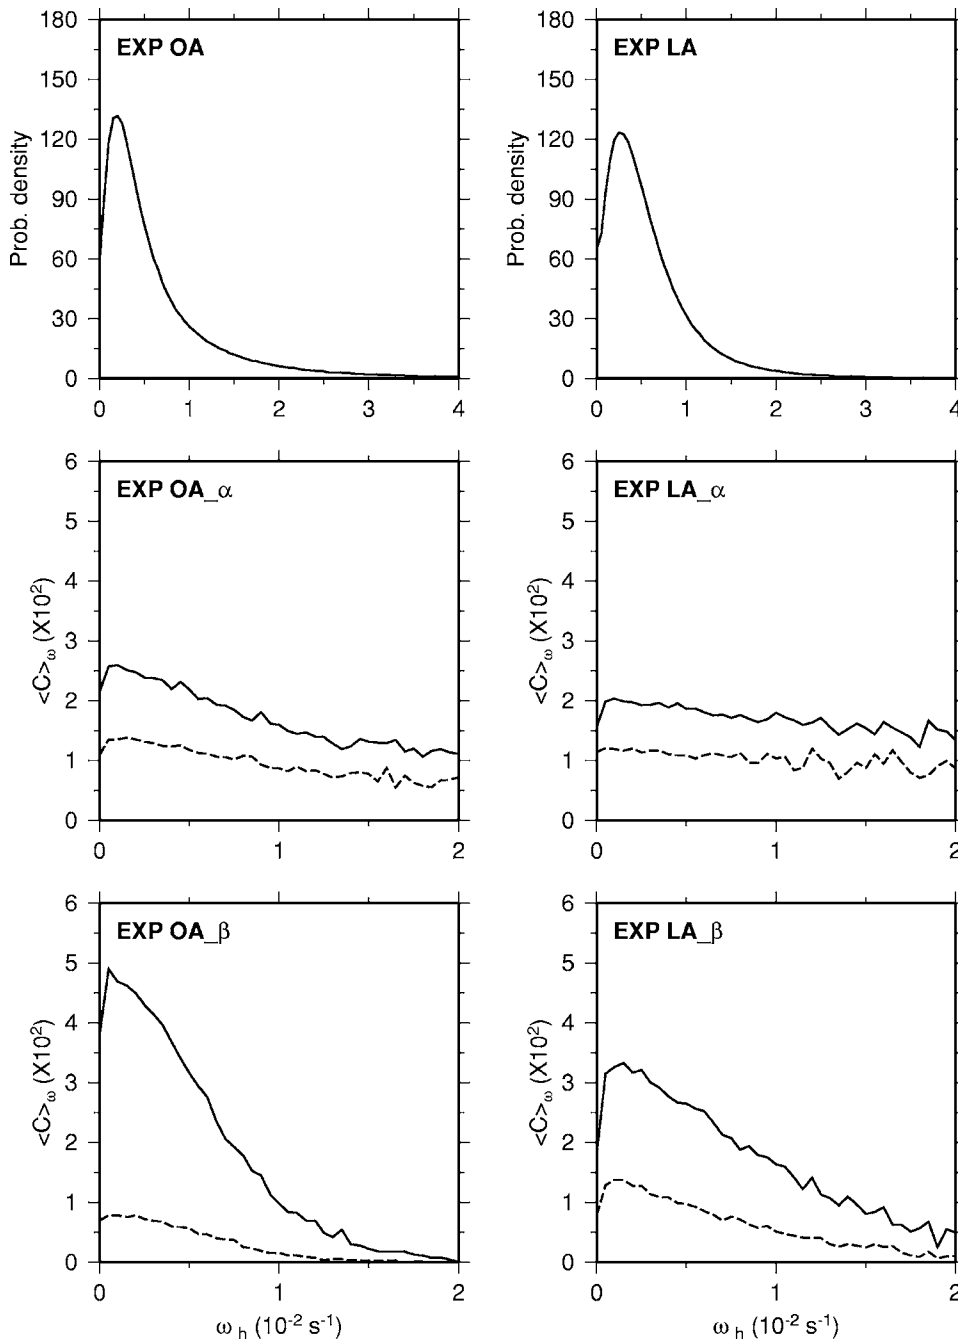 EXP OA
180
150
120
90
60
30
0
Prob. density
0 1 2 3 4
EXP LA
180
150
120
90
60
30
0
Prob. density
0 1 2 3 4
EXP OA_α
6
5
4
3
2
1
0
<C>ω (X10²)
0 1 2
EXP LA_α
6
5
4
3
2
1
0
<C>ω (X10²)
0 1 2
EXP OA_β
6
5
4
3
2
1
0
<C>ω (X10²)
0 1 2
ω h (10⁻² s⁻¹)
EXP LA_β
6
5
4
3
2
1
0
<C>ω (X10²)
0 1 2
ω h (10⁻² s⁻¹)